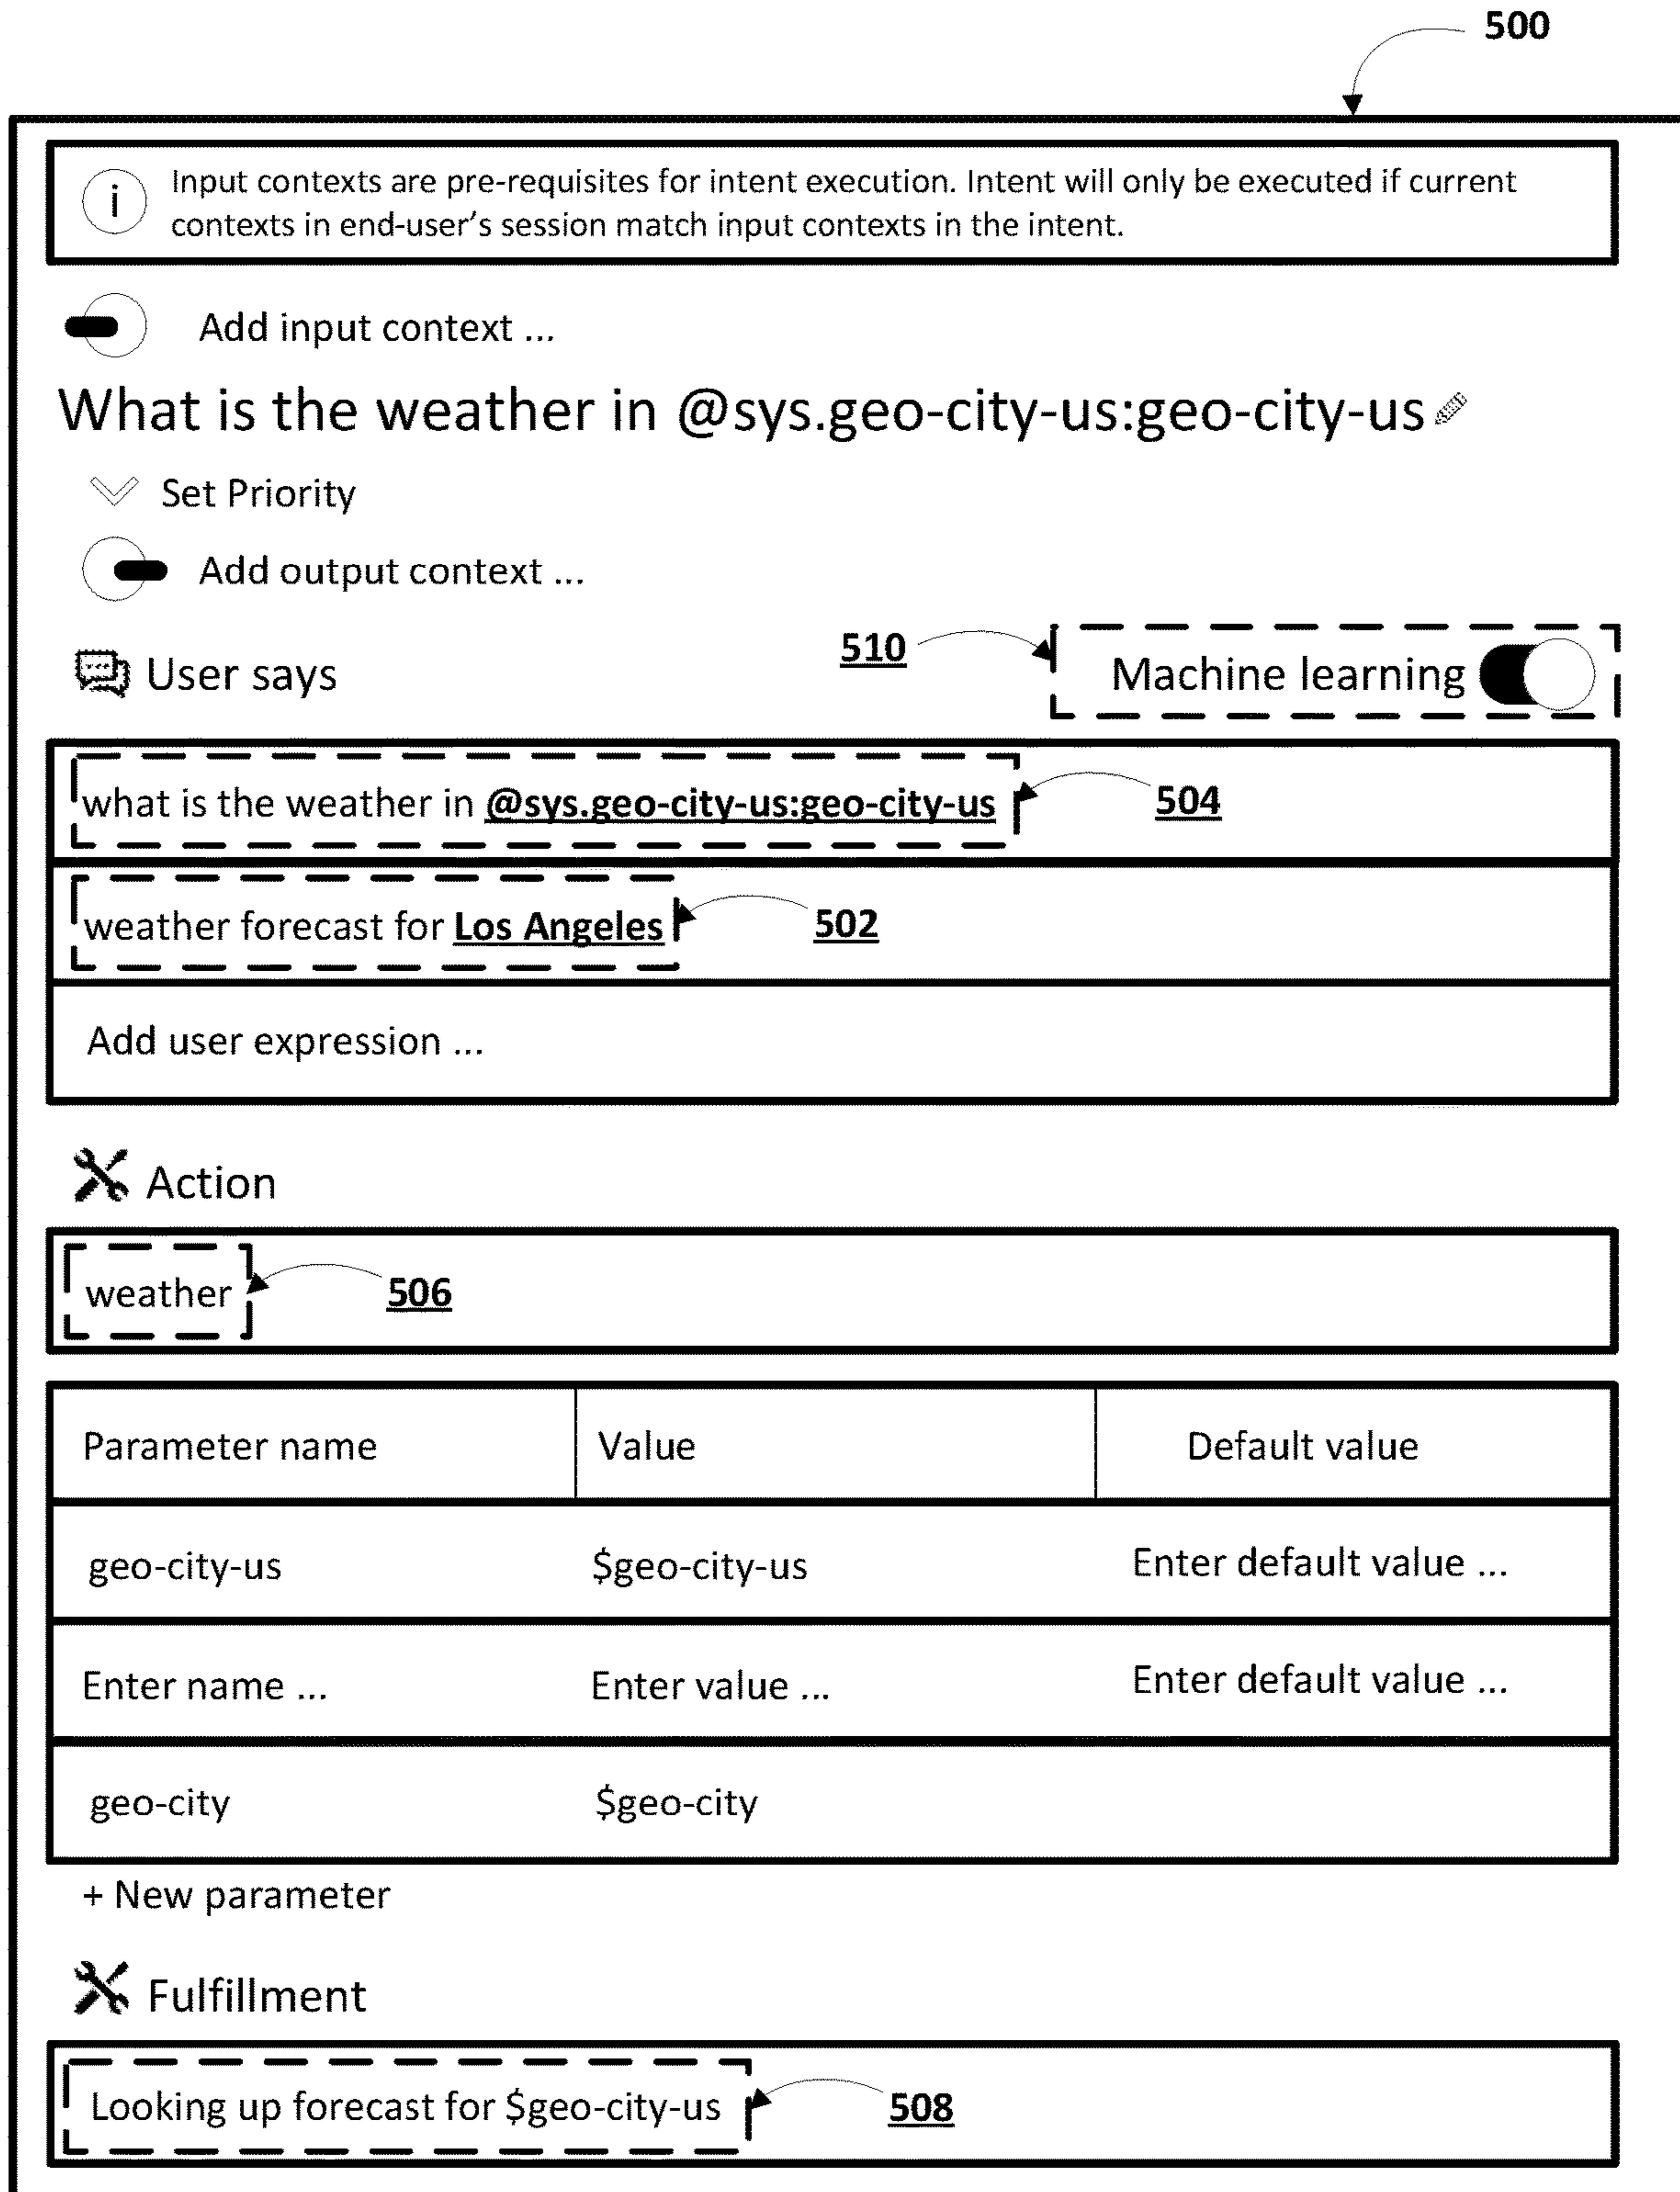 500
i
Input contexts are pre-requisites for intent execution. Intent will only be executed if current
contexts in end-user's session match input contexts in the intent.
Add input context ...
What is the weather in @sys.geo-city-us:geo-city-us
Set Priority
Add output context ...
User says
510
Machine learning
what is the weather in @sys.geo-city-us:geo-city-us
504
weather forecast for Los Angeles
502
Add user expression ...
Action
weather
506
Parameter name Value Default value
geo-city-us $geo-city-us Enter default value ...
Enter name ... Enter value ... Enter default value ...
geo-city $geo-city
+ New parameter
Fulfillment
Looking up forecast for $geo-city-us
508